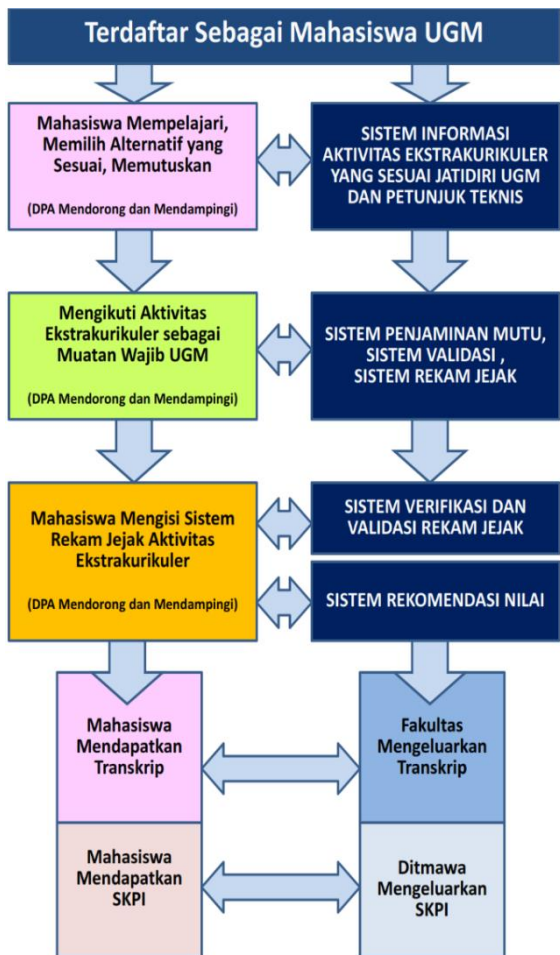 Terdaftar Sebagai Mahasiswa UGM
Mahasiswa Mempelajari,
Memilih Alternatif yang
Sesuai, Memutuskan
(DPA Mendorong dan Mendampingi)
SISTEM INFORMASI
AKTIVITAS EKSTRAKURIKULER
YANG SESUAI JATIDIRI UGM
DAN PETUNJUK TEKNIS
Mengikuti Aktivitas
Ekstrakurikuler sebagai
Muatan Wajib UGM
(DPA Mendorong dan Mendampingi)
SISTEM PENJAMINAN MUTU,
SISTEM VALIDASI ,
SISTEM REKAM JEJAK
Mahasiswa Mengisi Sistem
Rekam Jejak Aktivitas
Ekstrakurikuler
(DPA Mendorong dan Mendampingi)
SISTEM VERIFIKASI DAN
VALIDASI REKAM JEJAK
SISTEM REKOMENDASI NILAI
Mahasiswa
Mendapatkan
Transkrip
Fakultas
Mengeluarkan
Transkrip
Mahasiswa
Mendapatkan
SKPI
Ditmawa
Mengeluarkan
SKPI